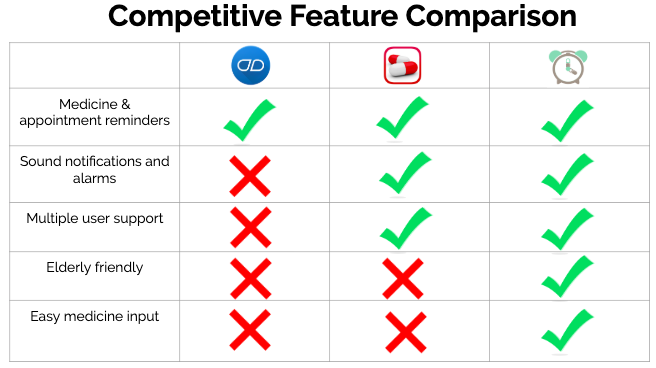 Competitive Feature Comparison
Medicine &
appointment reminders
Sound notifications and
alarms
Multiple user support
Elderly friendly
Easy medicine input